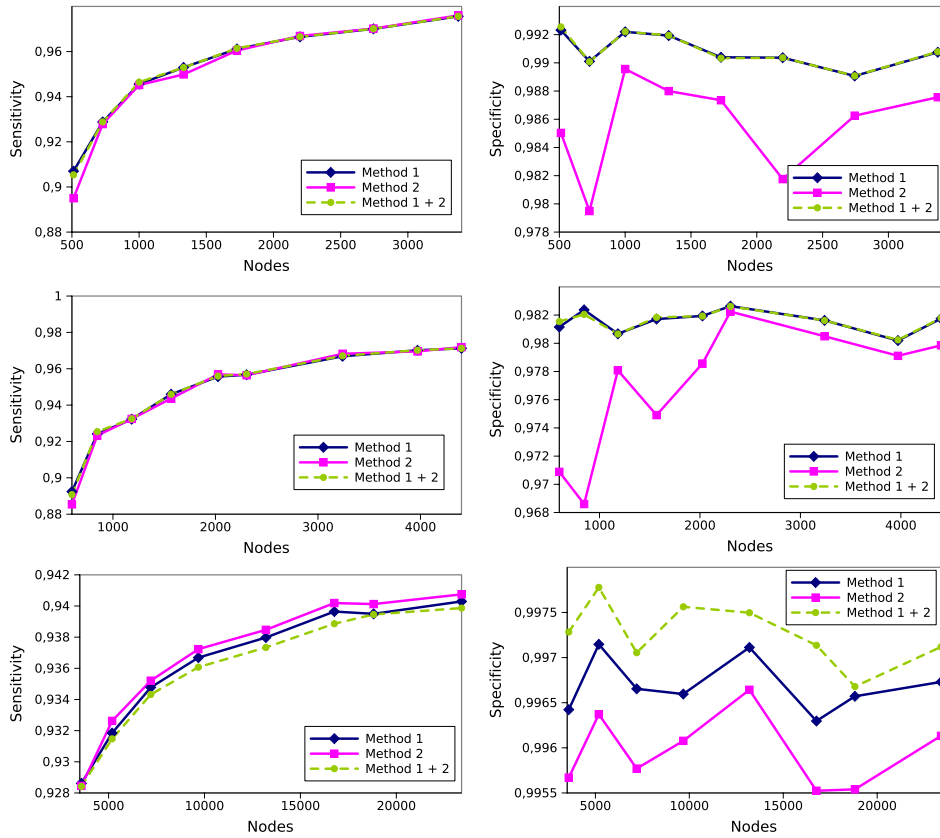 0,96
0,94
0,92
0,9
0,88
Sensitivity
500
1000
1500
2000
2500
3000
Nodes
Method 1
Method 2
Method 1 + 2
0,992
0,99
0,988
0,986
0,984
0,982
0,98
0,978
Specificity
500
1000
1500
2000
2500
3000
Nodes
Method 1
Method 2
Method 1 + 2
1
0,98
0,96
0,94
0,92
0,9
0,88
Sensitivity
1000
2000
3000
4000
Nodes
Method 1
Method 2
Method 1 + 2
0,982
0,98
0,978
0,976
0,974
0,972
0,97
0,968
Specificity
1000
2000
3000
4000
Nodes
Method 1
Method 2
Method 1 + 2
0,942
0,94
0,938
0,936
0,934
0,932
0,93
0,928
Sensitivity
5000
10000
15000
20000
Nodes
Method 1
Method 2
Method 1 + 2
0,9975
0,997
0,9965
0,996
0,9955
Specificity
5000
10000
15000
20000
Nodes
Method 1
Method 2
Method 1 + 2